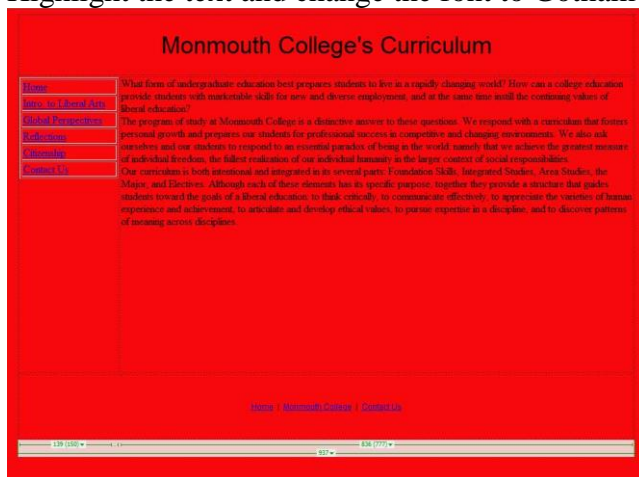 Highlight the text and change the font to Gotham
Monmouth College's Curriculum
Home
Intro. to Liberal Arts
Global Perspectives
Reflections
Citizenship
Contact Us
What form of undergraduate education best prepares students to live in a rapidly changing world? How can a college education
provide students with marketable skills for new and diverse employment, and at the same time instill the continuing values of
liberal education?
The program of study at Monmouth College is a distinctive answer to these questions. We respond with a curriculum that fosters
personal growth and prepares our students for professional success in competitive and changing environments. We also ask
ourselves and our students to respond to an essential paradox of being in the world: namely that we achieve the greatest measure
of individual freedom, the fullest realization of our individual humanity in the larger context of social responsibilities.
Our curriculum is both intentional and integrated in its several parts: Foundation Skills, Integrated Studies, Area Studies, the
Major, and Electives. Although each of these elements has its specific purpose, together they provide a structure that guides
students toward the goals of a liberal education: to think critically, to communicate effectively, to appreciate the varieties of human
experience and achievement, to articulate and develop ethical values, to pursue expertise in a discipline, and to discover patterns
of meaning across disciplines.
Home | Monmouth College | Contact Us
139 (150) 836 (777)
937